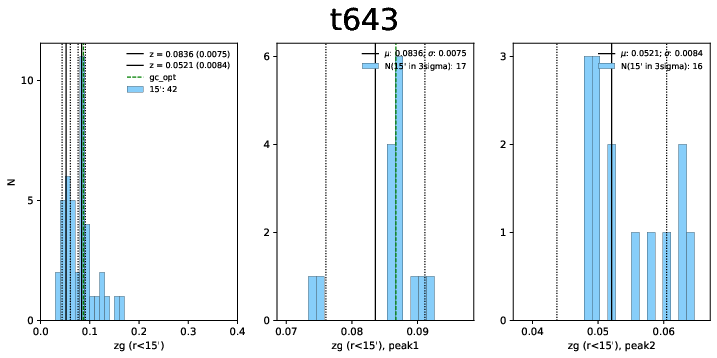 t643
z = 0.0836 (0.0075)
z = 0.0521 (0.0084)
gc_opt
15': 42
N
10
5
0
0.0 0.1 0.2 0.3 0.4
zg (r<15')
μ: 0.0836; σ: 0.0075
N(15' in 3sigma): 17
6
4
2
0
0.07 0.08 0.09
zg (r<15'), peak1
μ: 0.0521; σ: 0.0084
N(15' in 3sigma): 16
3
2
1
0
0.04 0.05 0.06
zg (r<15'), peak2